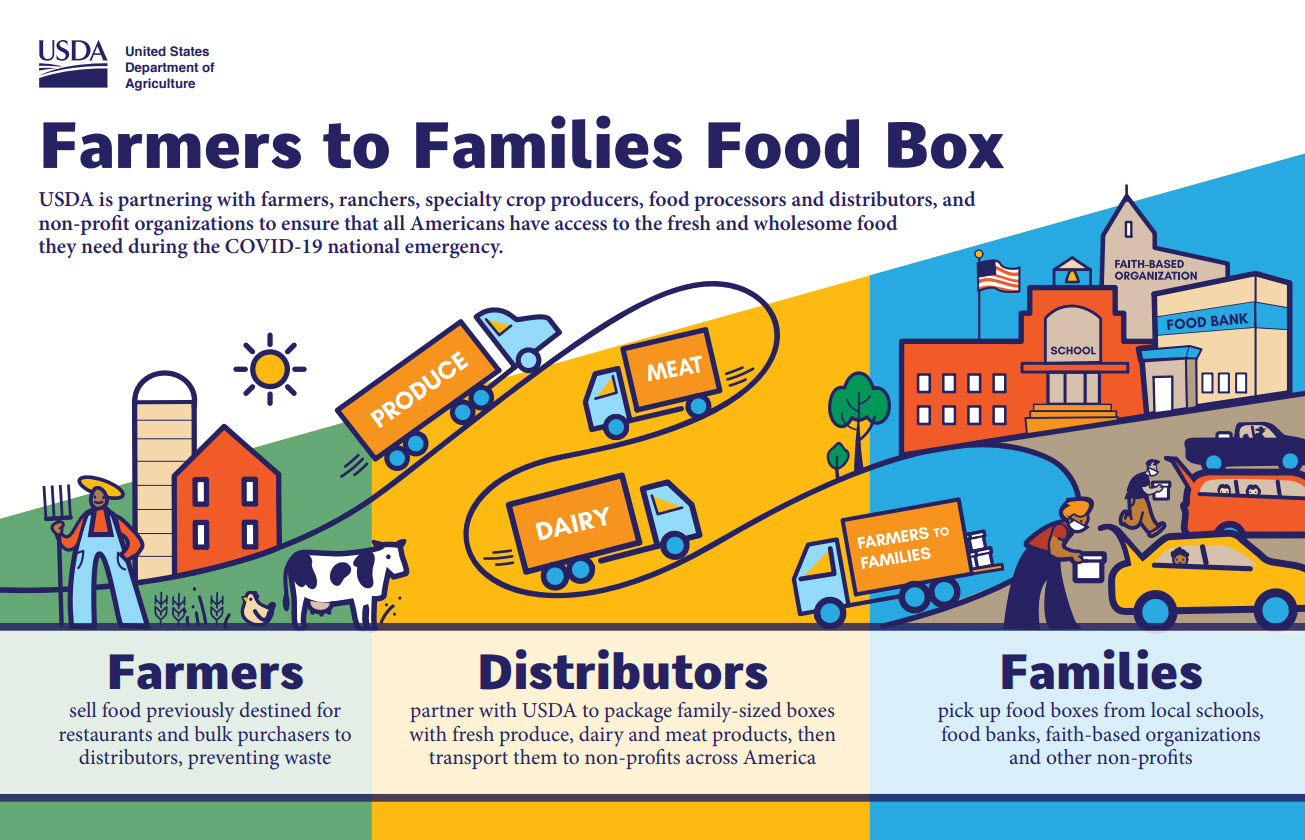 USDA
United States
Department of
Agriculture
Farmers to Families Food Box
USDA is partnering with farmers, ranchers, specialty crop producers, food processors and distributors, and
non-profit organizations to ensure that all Americans have access to the fresh and wholesome food
they need during the COVID-19 national emergency.
FAITH-BASED
ORGANIZATION
FOOD BANK
SCHOOL
PRODUCE
MEAT
DAIRY
FARMERS TO
FAMILIES
Farmers
sell food previously destined for
restaurants and bulk purchasers to
distributors, preventing waste
Distributors
partner with USDA to package family-sized boxes
with fresh produce, dairy and meat products, then
transport them to non-profits across America
Families
pick up food boxes from local schools,
food banks, faith-based organizations
and other non-profits